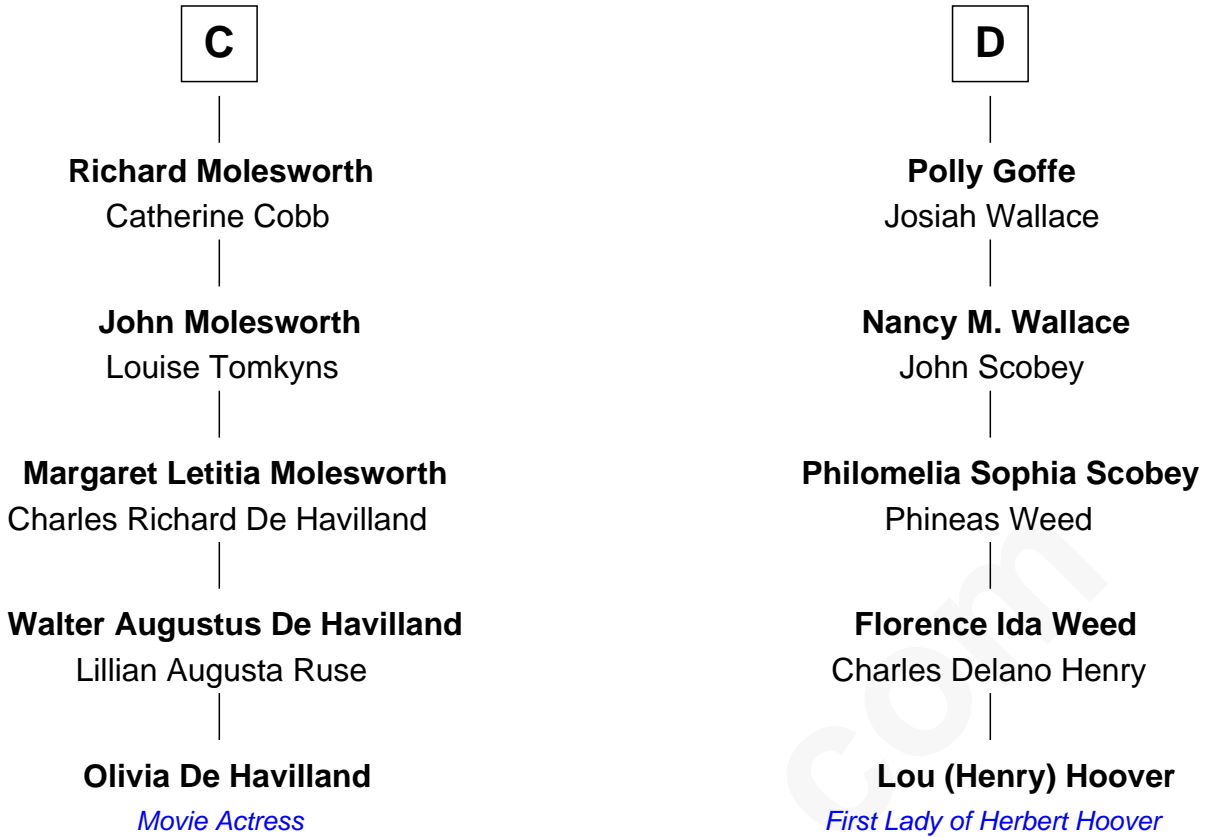 C
Richard Molesworth
Catherine Cobb
John Molesworth
Louise Tomkyns
Margaret Letitia Molesworth
Charles Richard De Havilland
Walter Augustus De Havilland
Lillian Augusta Ruse
Olivia De Havilland
Movie Actress
D
Polly Goffe
Josiah Wallace
Nancy M. Wallace
John Scobey
Philomelia Sophia Scobey
Phineas Weed
Florence Ida Weed
Charles Delano Henry
Lou (Henry) Hoover
First Lady of Herbert Hoover
com